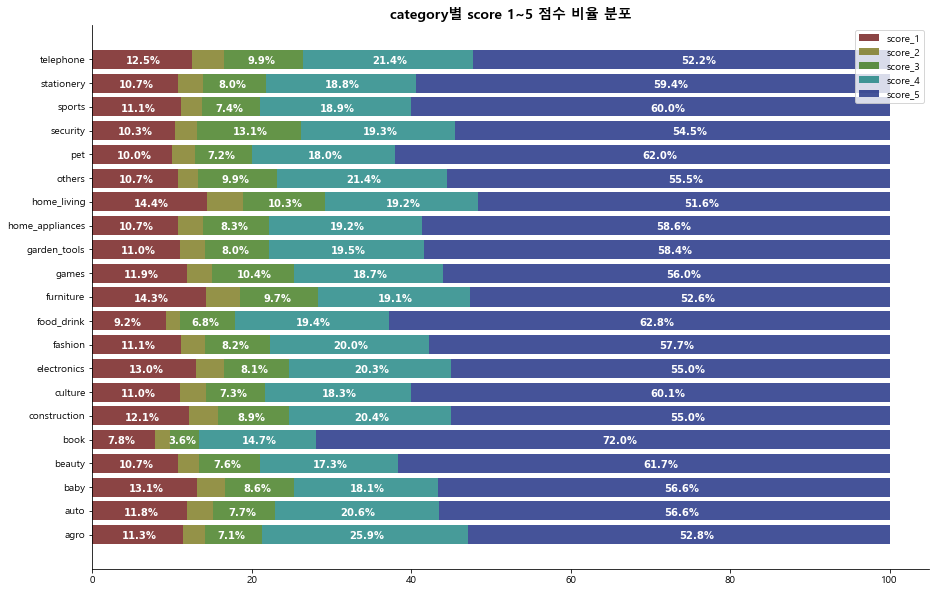 category별 score 1~5 점수 비율 분포
score_1
score_2
score_3
score_4
score_5
telephone 12.5% 9.9% 21.4% 52.2%
stationery 10.7% 8.0% 18.8% 59.4%
sports 11.1% 7.4% 18.9% 60.0%
security 10.3% 13.1% 19.3% 54.5%
pet 10.0% 7.2% 18.0% 62.0%
others 10.7% 9.9% 21.4% 55.5%
home_living 14.4% 10.3% 19.2% 51.6%
home_appliances 10.7% 8.3% 19.2% 58.6%
garden_tools 11.0% 8.0% 19.5% 58.4%
games 11.9% 10.4% 18.7% 56.0%
furniture 14.3% 9.7% 19.1% 52.6%
food_drink 9.2% 6.8% 19.4% 62.8%
fashion 11.1% 8.2% 20.0% 57.7%
electronics 13.0% 8.1% 20.3% 55.0%
culture 11.0% 7.3% 18.3% 60.1%
construction 12.1% 8.9% 20.4% 55.0%
book 7.8% 3.6% 14.7% 72.0%
beauty 10.7% 7.6% 17.3% 61.7%
baby 13.1% 8.6% 18.1% 56.6%
auto 11.8% 7.7% 20.6% 56.6%
agro 11.3% 7.1% 25.9% 52.8%
0 20 40 60 80 100